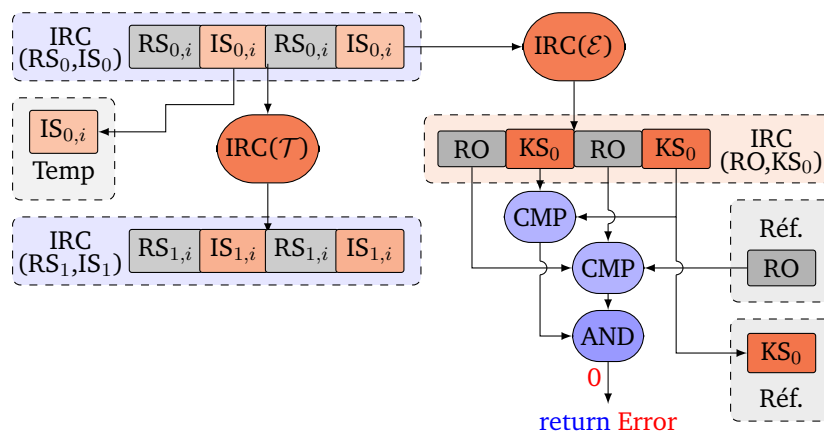 IRC
(RS₀,IS₀)
RS₀,ᵢ IS₀,ᵢ RS₀,ᵢ IS₀,ᵢ
IRC(ℰ)
IS₀,ᵢ
Temp
IRC(𝒯)
RO KS₀ RO KS₀
IRC
(RO,KS₀)
CMP
IRC
(RS₁,IS₁)
RS₁,ᵢ IS₁,ᵢ RS₁,ᵢ IS₁,ᵢ
Réf.
RO
CMP
AND
KS₀
Réf.
0
return Error